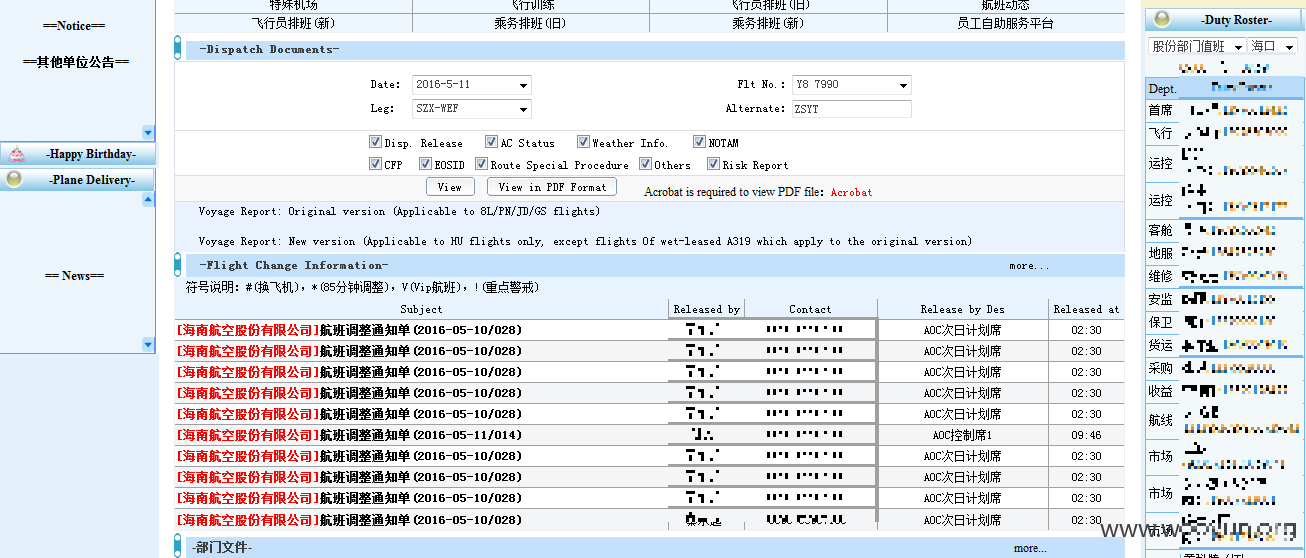 特殊机场 飞行训练 飞行员排班(旧) 航班动态
飞行员排班(新) 乘务排班(旧) 乘务排班(新) 员工自助服务平台
==Notice==
==其他单位公告==
-Happy Birthday-
-Plane Delivery-
== News==
-Dispatch Documents-
Date: 2016-5-11 Flt No.: Y8 7990
Leg: SZX-WEF Alternate: ZSYT
Disp. Release AC Status Weather Info. NOTAM
CFP EOSID Route Special Procedure Others Risk Report
View View in PDF Format Acrobat is required to view PDF file: Acrobat
Voyage Report: Original version (Applicable to 8L/PN/JD/GS flights)
Voyage Report: New version (Applicable to HU flights only, except flights Of wet-leased A319 which apply to the original version)
-Flight Change Information- more...
符号说明: #(换飞机), *(85分钟调整), V(Vip航班), !(重点警戒)
Subject Released by Contact Release by Des Released at
[海南航空股份有限公司]航班调整通知单(2016-05-10/028) AOC次日计划席 02:30
[海南航空股份有限公司]航班调整通知单(2016-05-10/028) AOC次日计划席 02:30
[海南航空股份有限公司]航班调整通知单(2016-05-10/028) AOC次日计划席 02:30
[海南航空股份有限公司]航班调整通知单(2016-05-10/028) AOC次日计划席 02:30
[海南航空股份有限公司]航班调整通知单(2016-05-10/028) AOC次日计划席 02:30
[海南航空股份有限公司]航班调整通知单(2016-05-11/014) AOC控制席1 09:46
[海南航空股份有限公司]航班调整通知单(2016-05-10/028) AOC次日计划席 02:30
[海南航空股份有限公司]航班调整通知单(2016-05-10/028) AOC次日计划席 02:30
[海南航空股份有限公司]航班调整通知单(2016-05-10/028) AOC次日计划席 02:30
[海南航空股份有限公司]航班调整通知单(2016-05-10/028) AOC次日计划席 02:30
-部门文件- more...
-Duty Roster-
股份部门值班 海口
Dept.
首席
飞行
运控
运控
客舱
地服
维修
安监
保卫
货运
采购
收益
航线
市场
市场
市场